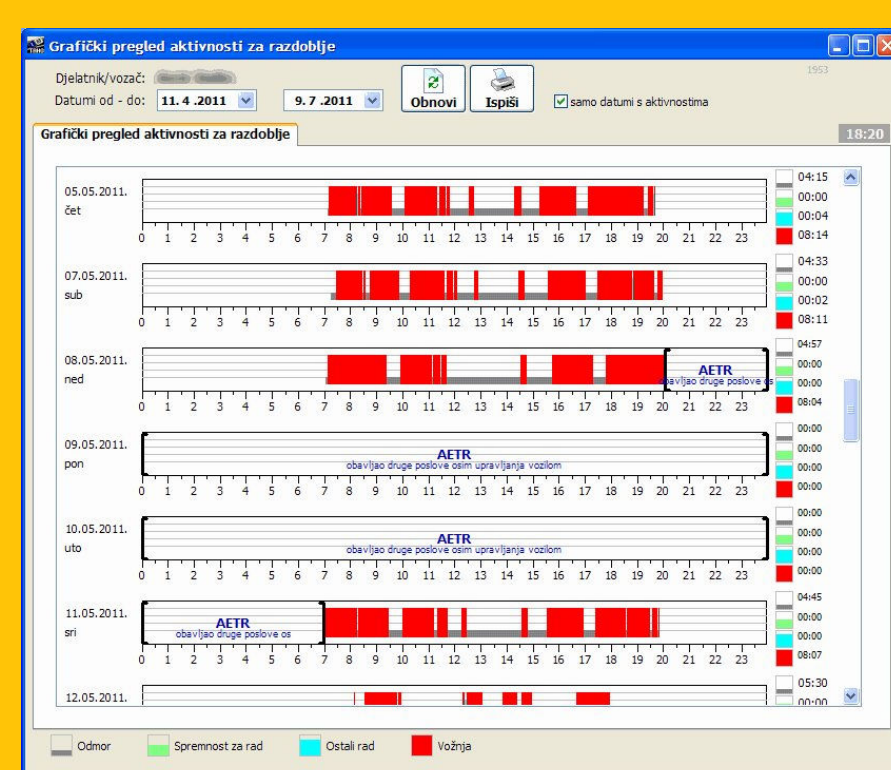 Grafički pregled aktivnosti za razdoblje
1953
Djelatnik/vozač:
Datumi od - do: 11. 4 .2011 9. 7 .2011 Obnovi Ispiši samo datumi s aktivnostima
Grafički pregled aktivnosti za razdoblje 18:20
05.05.2011.
čet
04:15
00:00
00:04
08:14
0 1 2 3 4 5 6 7 8 9 10 11 12 13 14 15 16 17 18 19 20 21 22 23
07.05.2011.
sub
04:33
00:00
00:02
08:11
0 1 2 3 4 5 6 7 8 9 10 11 12 13 14 15 16 17 18 19 20 21 22 23
08.05.2011.
ned
AETR
obavljao druge poslove os
04:57
00:00
00:00
08:04
0 1 2 3 4 5 6 7 8 9 10 11 12 13 14 15 16 17 18 19 20 21 22 23
09.05.2011.
pon
AETR
obavljao druge poslove osim upravljanja vozilom
00:00
00:00
00:00
00:00
0 1 2 3 4 5 6 7 8 9 10 11 12 13 14 15 16 17 18 19 20 21 22 23
10.05.2011.
uto
AETR
obavljao druge poslove osim upravljanja vozilom
00:00
00:00
00:00
00:00
0 1 2 3 4 5 6 7 8 9 10 11 12 13 14 15 16 17 18 19 20 21 22 23
11.05.2011.
sri
AETR
obavljao druge poslove os
04:45
00:00
00:00
08:07
0 1 2 3 4 5 6 7 8 9 10 11 12 13 14 15 16 17 18 19 20 21 22 23
12.05.2011.
05:30
00:00
Odmor Spremnost za rad Ostali rad Vožnja